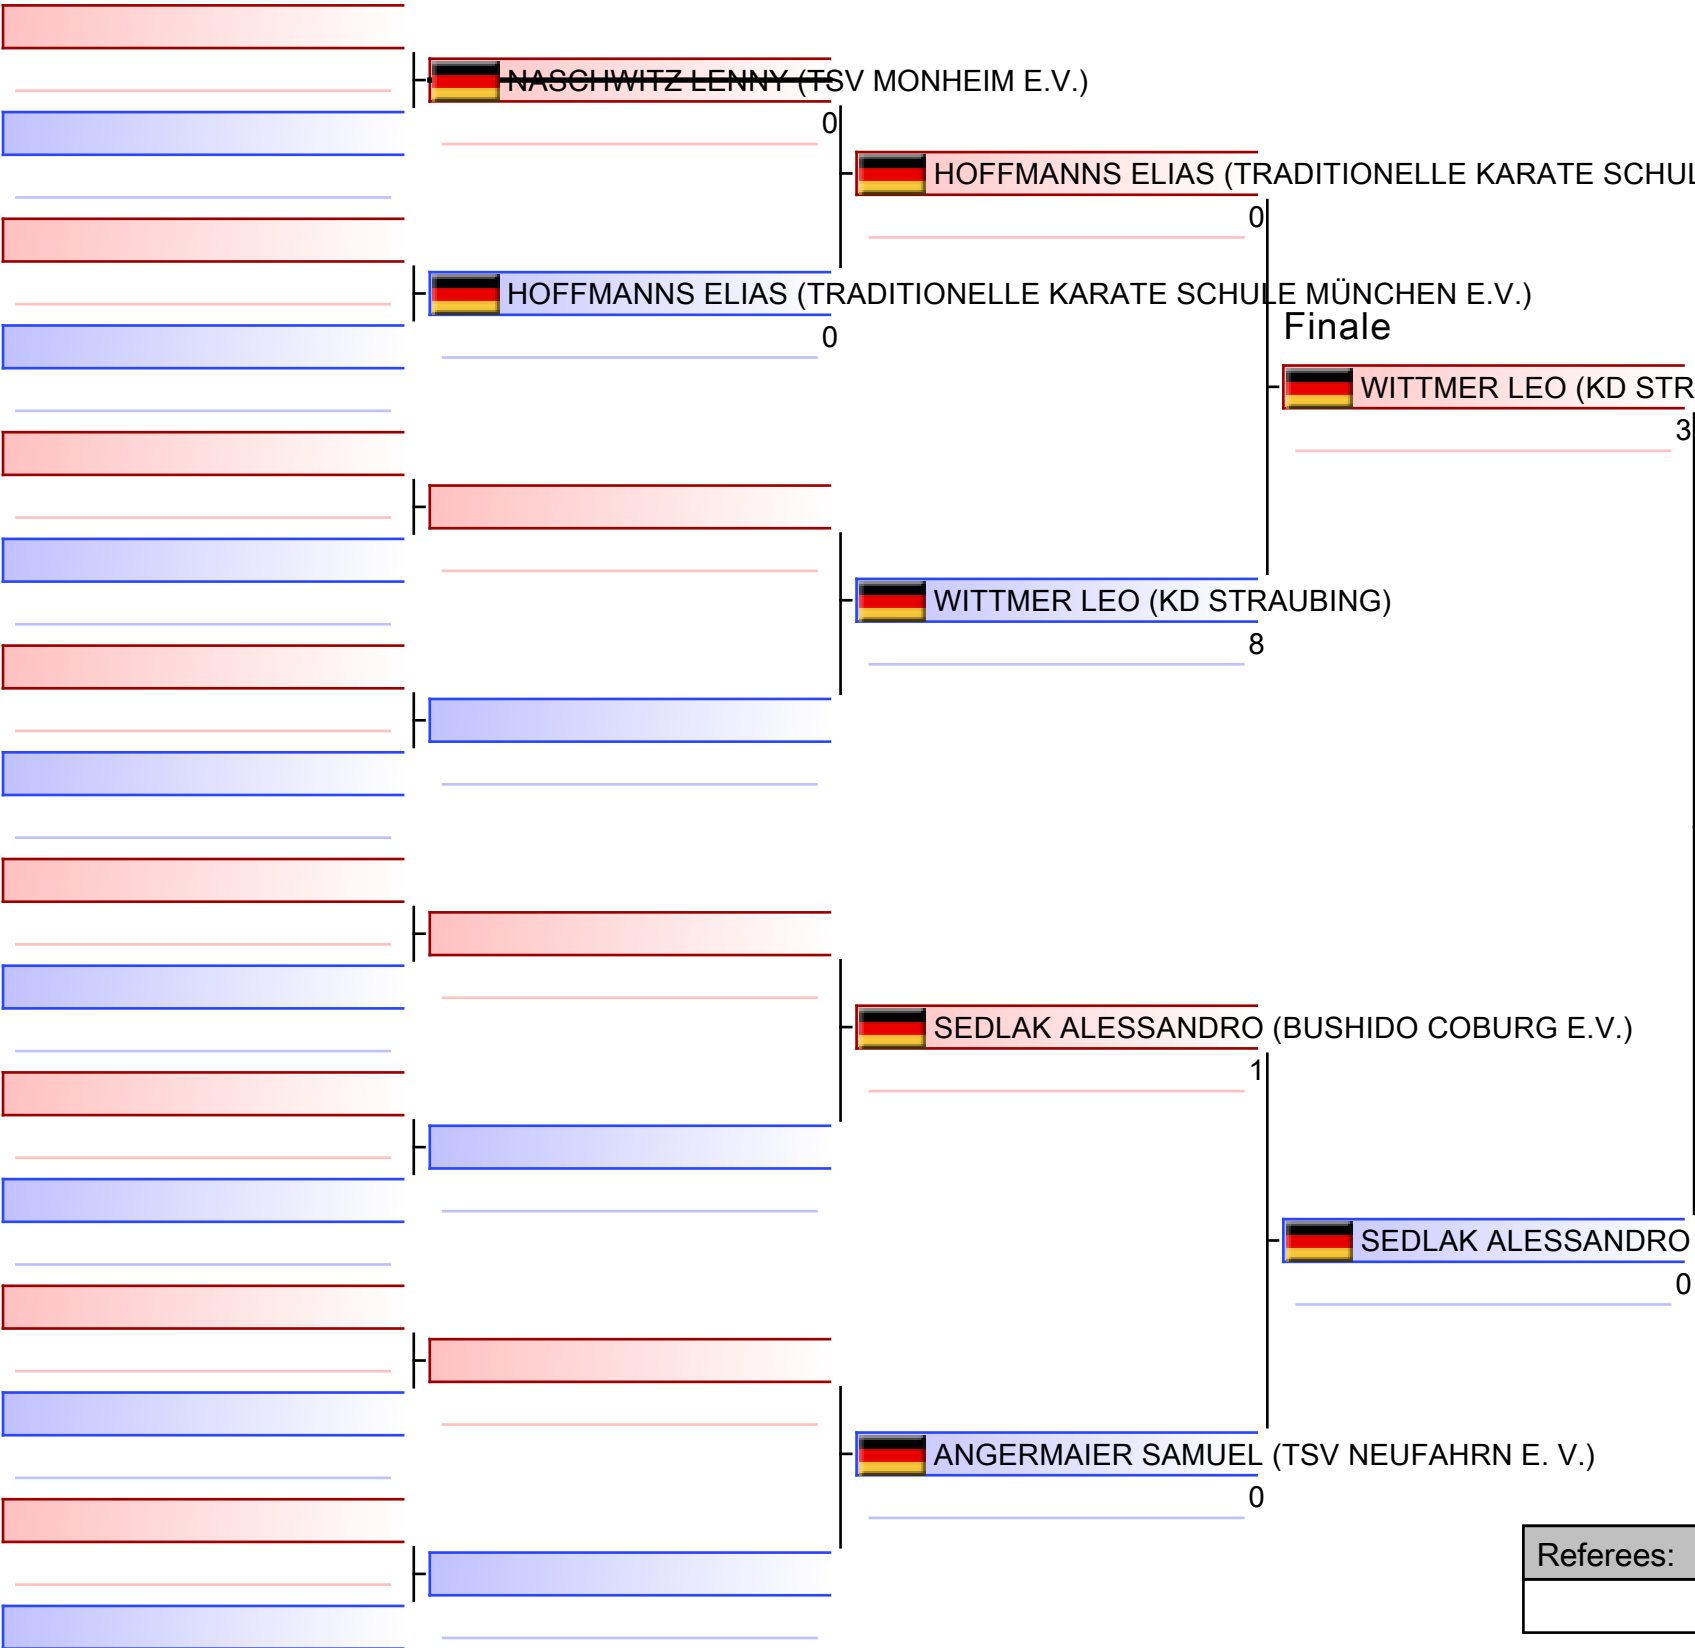 NASCHWITZ LENNY (TSV MONHEIM E.V.)
0
HOFFMANNS ELIAS (TRADITIONELLE KARATE SCHUL
0
HOFFMANNS ELIAS (TRADITIONELLE KARATE SCHULE MÜNCHEN E.V.)
0
Finale
WITTMER LEO (KD STR
3
WITTMER LEO (KD STRAUBING)
8
SEDLAK ALESSANDRO (BUSHIDO COBURG E.V.)
1
SEDLAK ALESSANDRO
0
ANGERMAIER SAMUEL (TSV NEUFAHRN E. V.)
0
Referees: